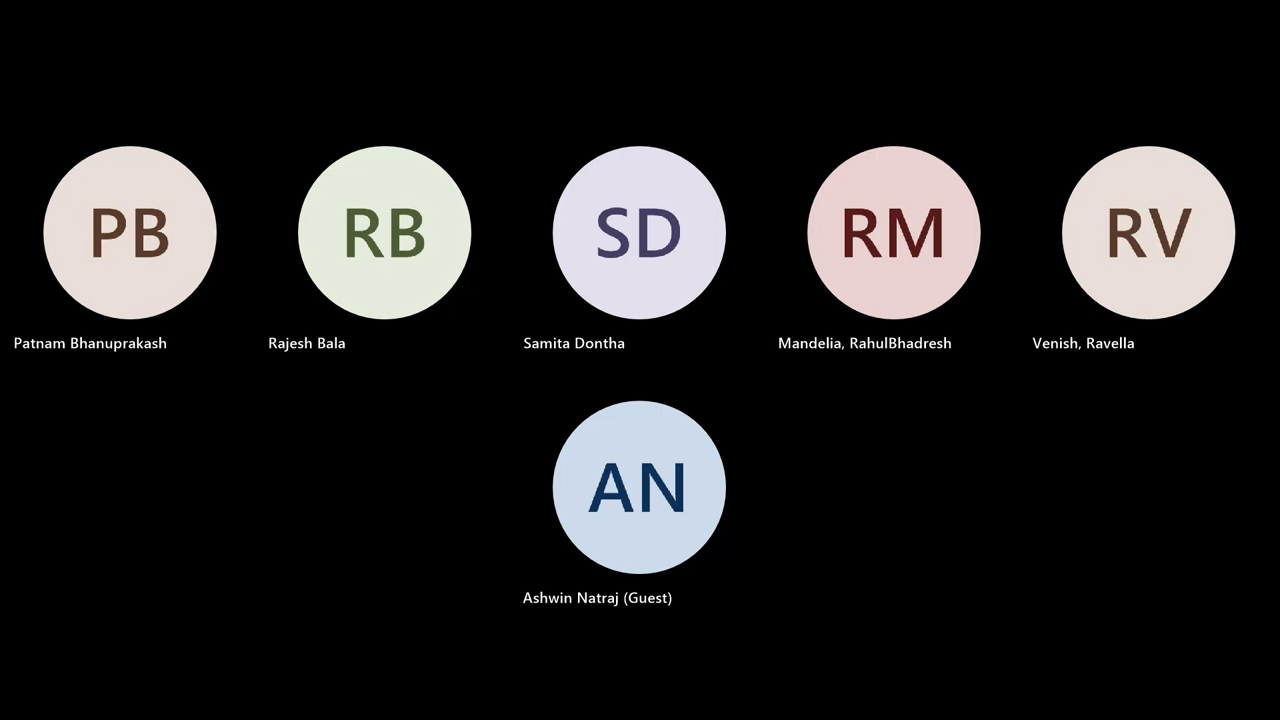 PB
RB
SD
RM
RV
Patnam Bhanuprakash
Rajesh Bala
Samita Dontha
Mandelia, RahulBhadresh
Venish, Ravella
AN
Ashwin Natraj (Guest)